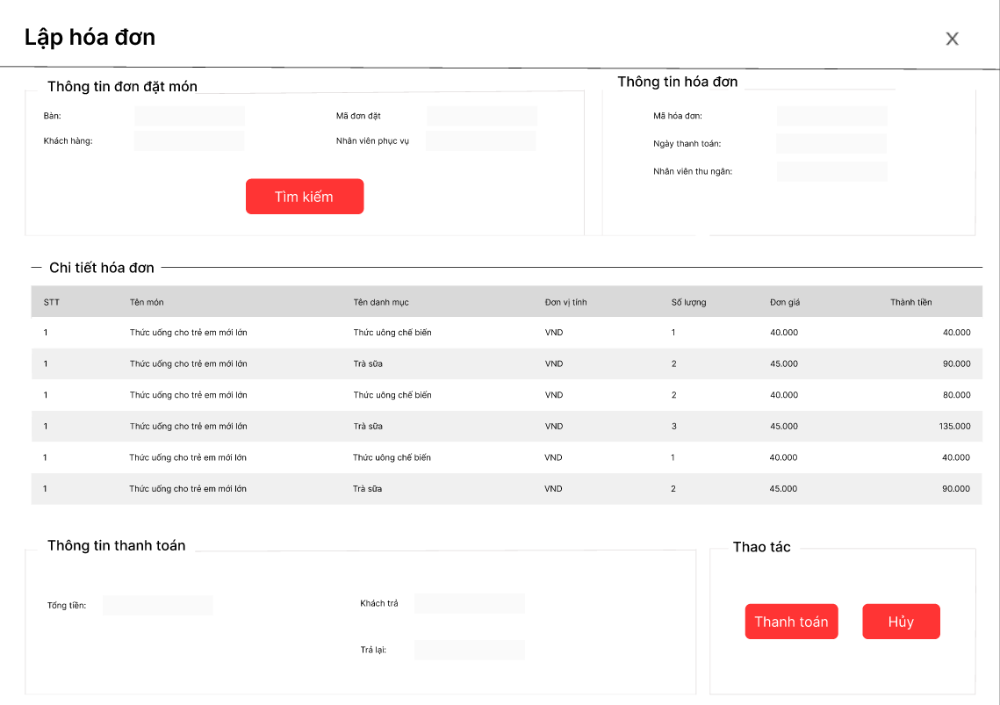 Lập hóa đơn
X
Thông tin đơn đặt món
Thông tin hóa đơn
Bàn:
Mã đơn đặt
Khách hàng:
Nhân viên phục vụ
Tìm kiếm
Mã hóa đơn:
Ngày thanh toán:
Nhân viên thu ngân:
Chi tiết hóa đơn
STT Tên món Tên danh mục Đơn vị tính Số lượng Đơn giá Thành tiền
1 Thức uống cho trẻ em mới lớn Thức uông chế biến VND 1 40.000 40.000
1 Thức uống cho trẻ em mới lớn Trà sữa VND 2 45.000 90.000
1 Thức uống cho trẻ em mới lớn Thức uông chế biến VND 2 40.000 80.000
1 Thức uống cho trẻ em mới lớn Trà sữa VND 3 45.000 135.000
1 Thức uống cho trẻ em mới lớn Thức uông chế biến VND 1 40.000 40.000
1 Thức uống cho trẻ em mới lớn Trà sữa VND 2 45.000 90.000
Thông tin thanh toán
Tổng tiền:
Khách trả
Trả lại:
Thao tác
Thanh toán
Hủy